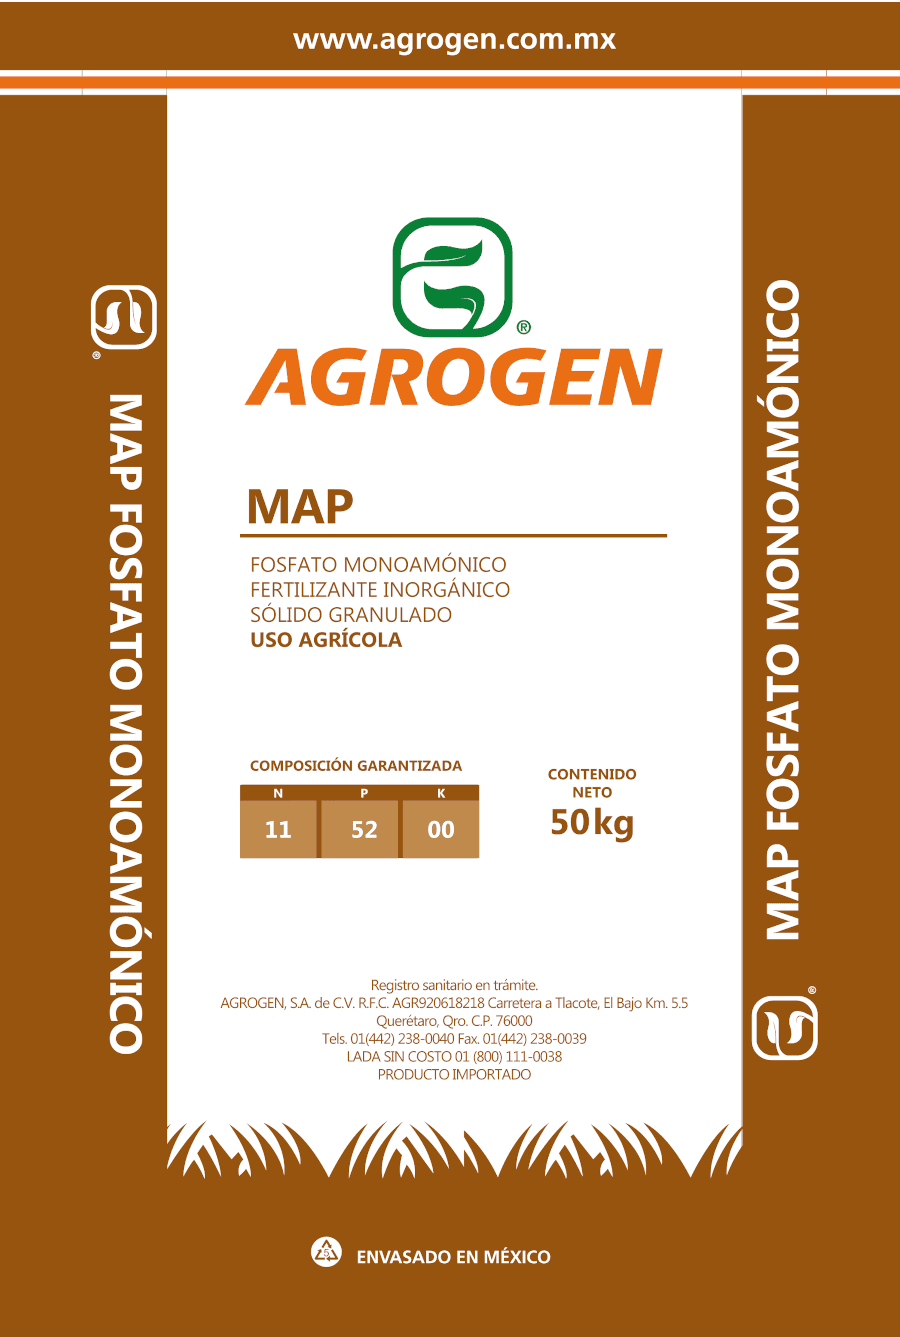 www.agrogen.com.mx
®
AGROGEN
MAP
FOSFATO MONOAMÓNICO
FERTILIZANTE INORGÁNICO
SÓLIDO GRANULADO
USO AGRÍCOLA
COMPOSICIÓN GARANTIZADA
N P K
11 52 00
CONTENIDO
NETO
50kg
Registro sanitario en trámite.
AGROGEN, S.A. de C.V. R.F.C. AGR920618218 Carretera a Tlacote, El Bajo Km. 5.5
Querétaro, Qro. C.P. 76000
Tels. 01(442) 238-0040 Fax. 01(442) 238-0039
LADA SIN COSTO 01 (800) 111-0038
PRODUCTO IMPORTADO
5
ENVASADO EN MÉXICO
®
MAP FOSFATO MONOAMÓNICO
®
MAP FOSFATO MONOAMÓNICO